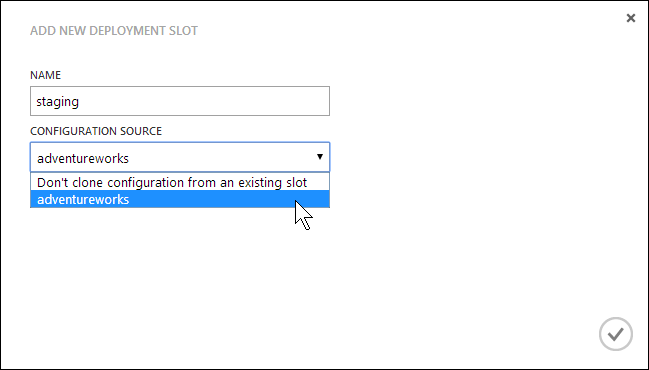 ADD NEW DEPLOYMENT SLOT
NAME
staging
CONFIGURATION SOURCE
adventureworks
Don't clone configuration from an existing slot
adventureworks